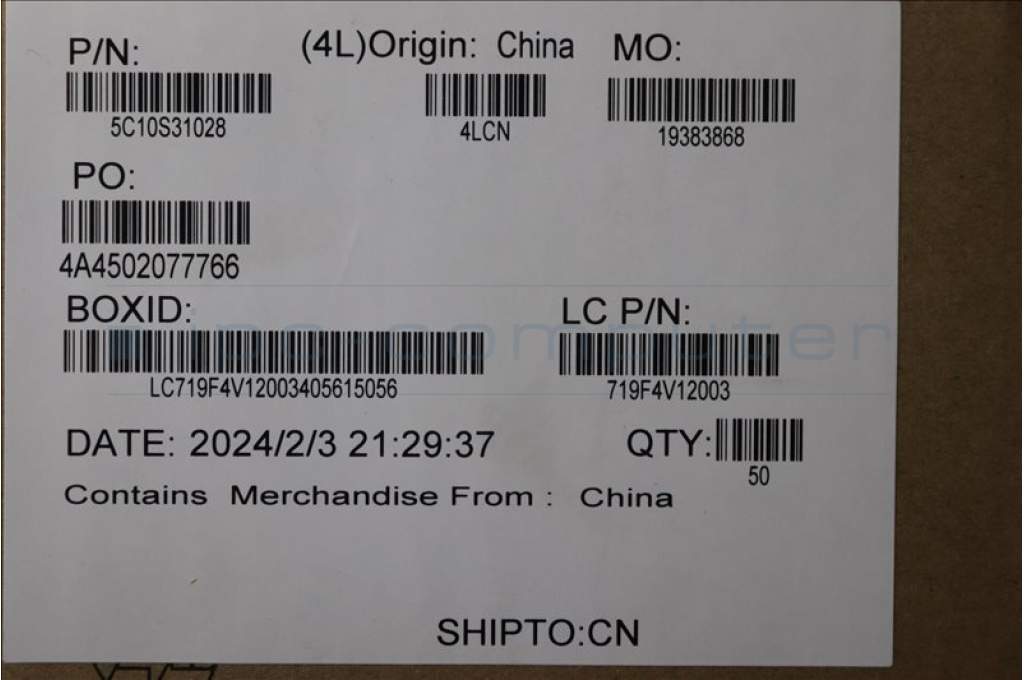 P/N: (4L)Origin: China MO:
5C10S31028 4LCN 19383868
PO:
4A4502077766
BOXID: LC P/N:
LC719F4V12003405615056 719F4V12003
DATE: 2024/2/3 21:29:37 QTY:
50
Contains Merchandise From : China
SHIPTO:CN